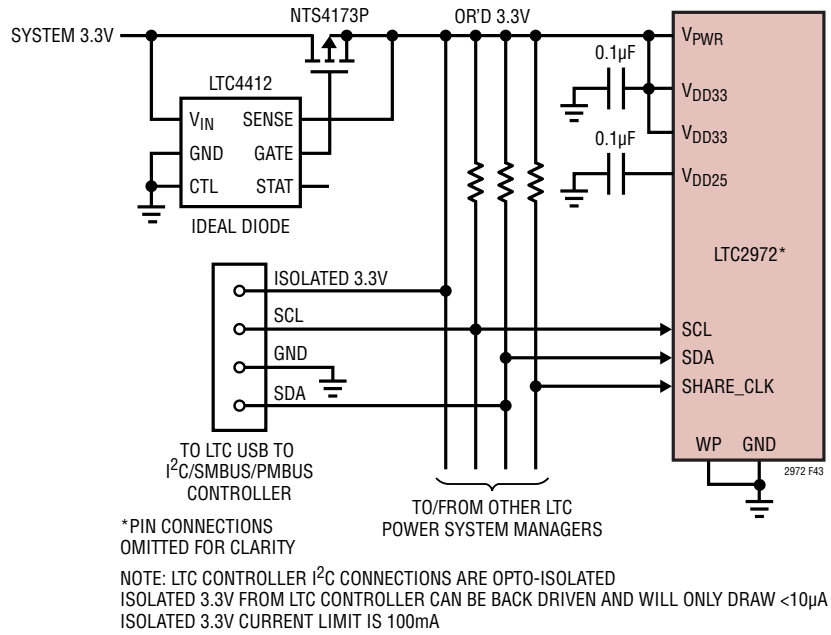 NTS4173P
SYSTEM 3.3V
OR'D 3.3V
LTC4412
VIN
SENSE
GND
GATE
CTL
STAT
IDEAL DIODE
0.1µF
0.1µF
VPWR
VDD33
VDD33
VDD25
LTC2972*
SCL
SDA
SHARE_CLK
WP
GND
2972 F43
ISOLATED 3.3V
SCL
GND
SDA
TO LTC USB TO
I2C/SMBUS/PMBUS
CONTROLLER
TO/FROM OTHER LTC
POWER SYSTEM MANAGERS
*PIN CONNECTIONS
OMITTED FOR CLARITY
NOTE: LTC CONTROLLER I2C CONNECTIONS ARE OPTO-ISOLATED
ISOLATED 3.3V FROM LTC CONTROLLER CAN BE BACK DRIVEN AND WILL ONLY DRAW <10µA
ISOLATED 3.3V CURRENT LIMIT IS 100mA